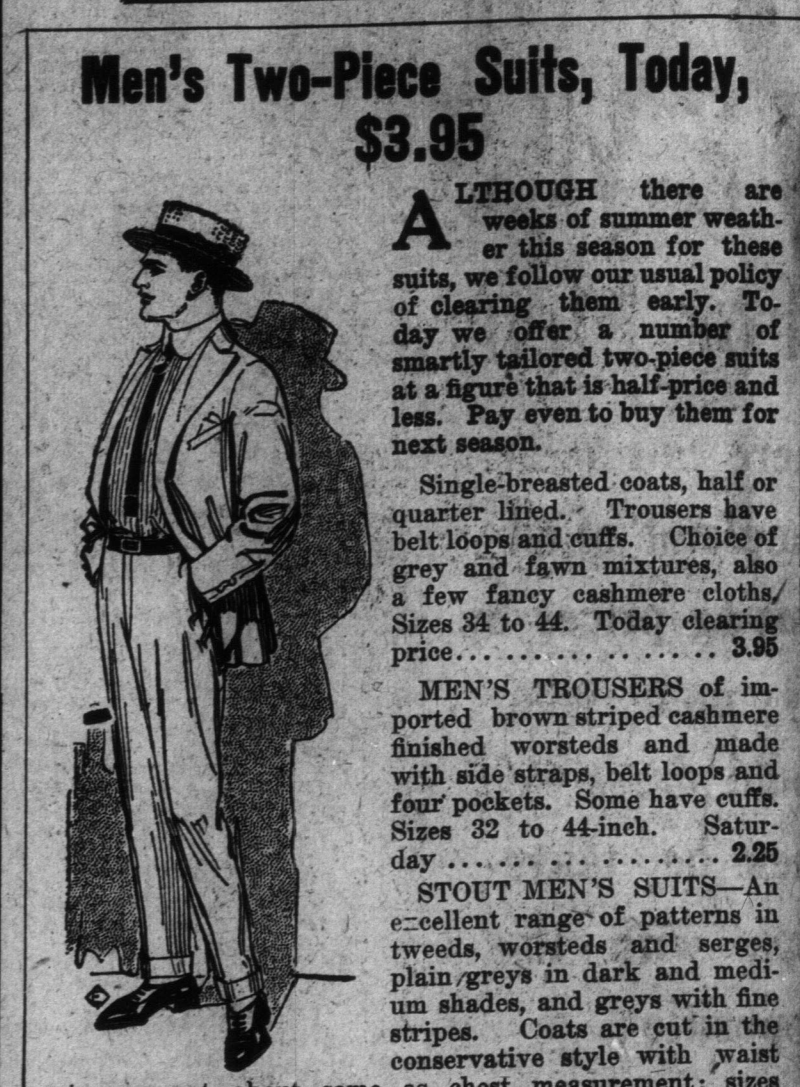 Men's Two-Piece Suits, Today,
$3.95
ALTHOUGH there are
weeks of summer weath-
er this season for these
suits, we follow our usual policy
of clearing them early. To-
day we offer a number of
smartly tailored two-piece suits
at a figure that is half-price and
less. Pay even to buy them for
next season.
Single-breasted coats, half or
quarter lined. Trousers have
belt loops and cuffs. Choice of
grey and fawn mixtures, also
a few fancy cashmere cloths,
Sizes 34 to 44. Today clearing
price................. 3.95
MEN'S TROUSERS of im-
ported brown striped cashmere
finished worsteds and made
with side straps, belt loops and
four pockets. Some have cuffs.
Sizes 32 to 44-inch. Satur-
day ................... 2.25
STOUT MEN'S SUITS—An
excellent range of patterns in
tweeds, worsteds and serges,
plain greys in dark and medi-
um shades, and greys with fine
stripes. Coats are cut in the
conservative style with waist
about same as chest measurement; sizes